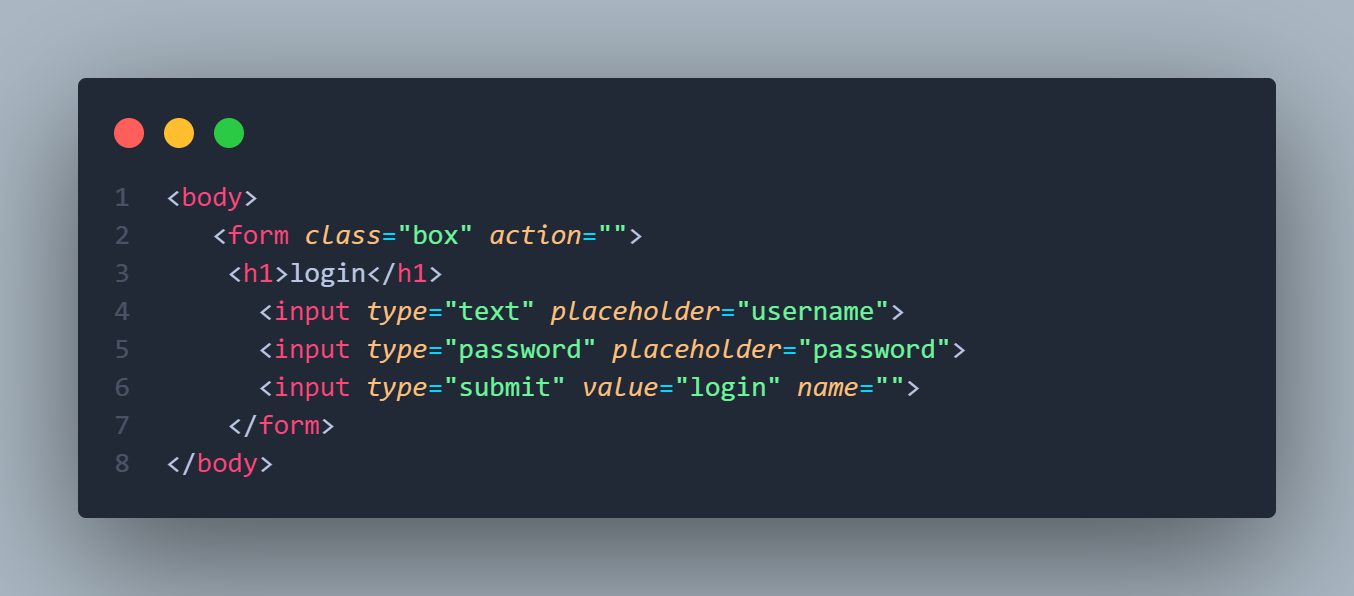 1 <body>
2    <form class="box" action="">
3     <h1>login</h1>
4       <input type="text" placeholder="username">
5       <input type="password" placeholder="password">
6       <input type="submit" value="login" name="">
7     </form>
8 </body>